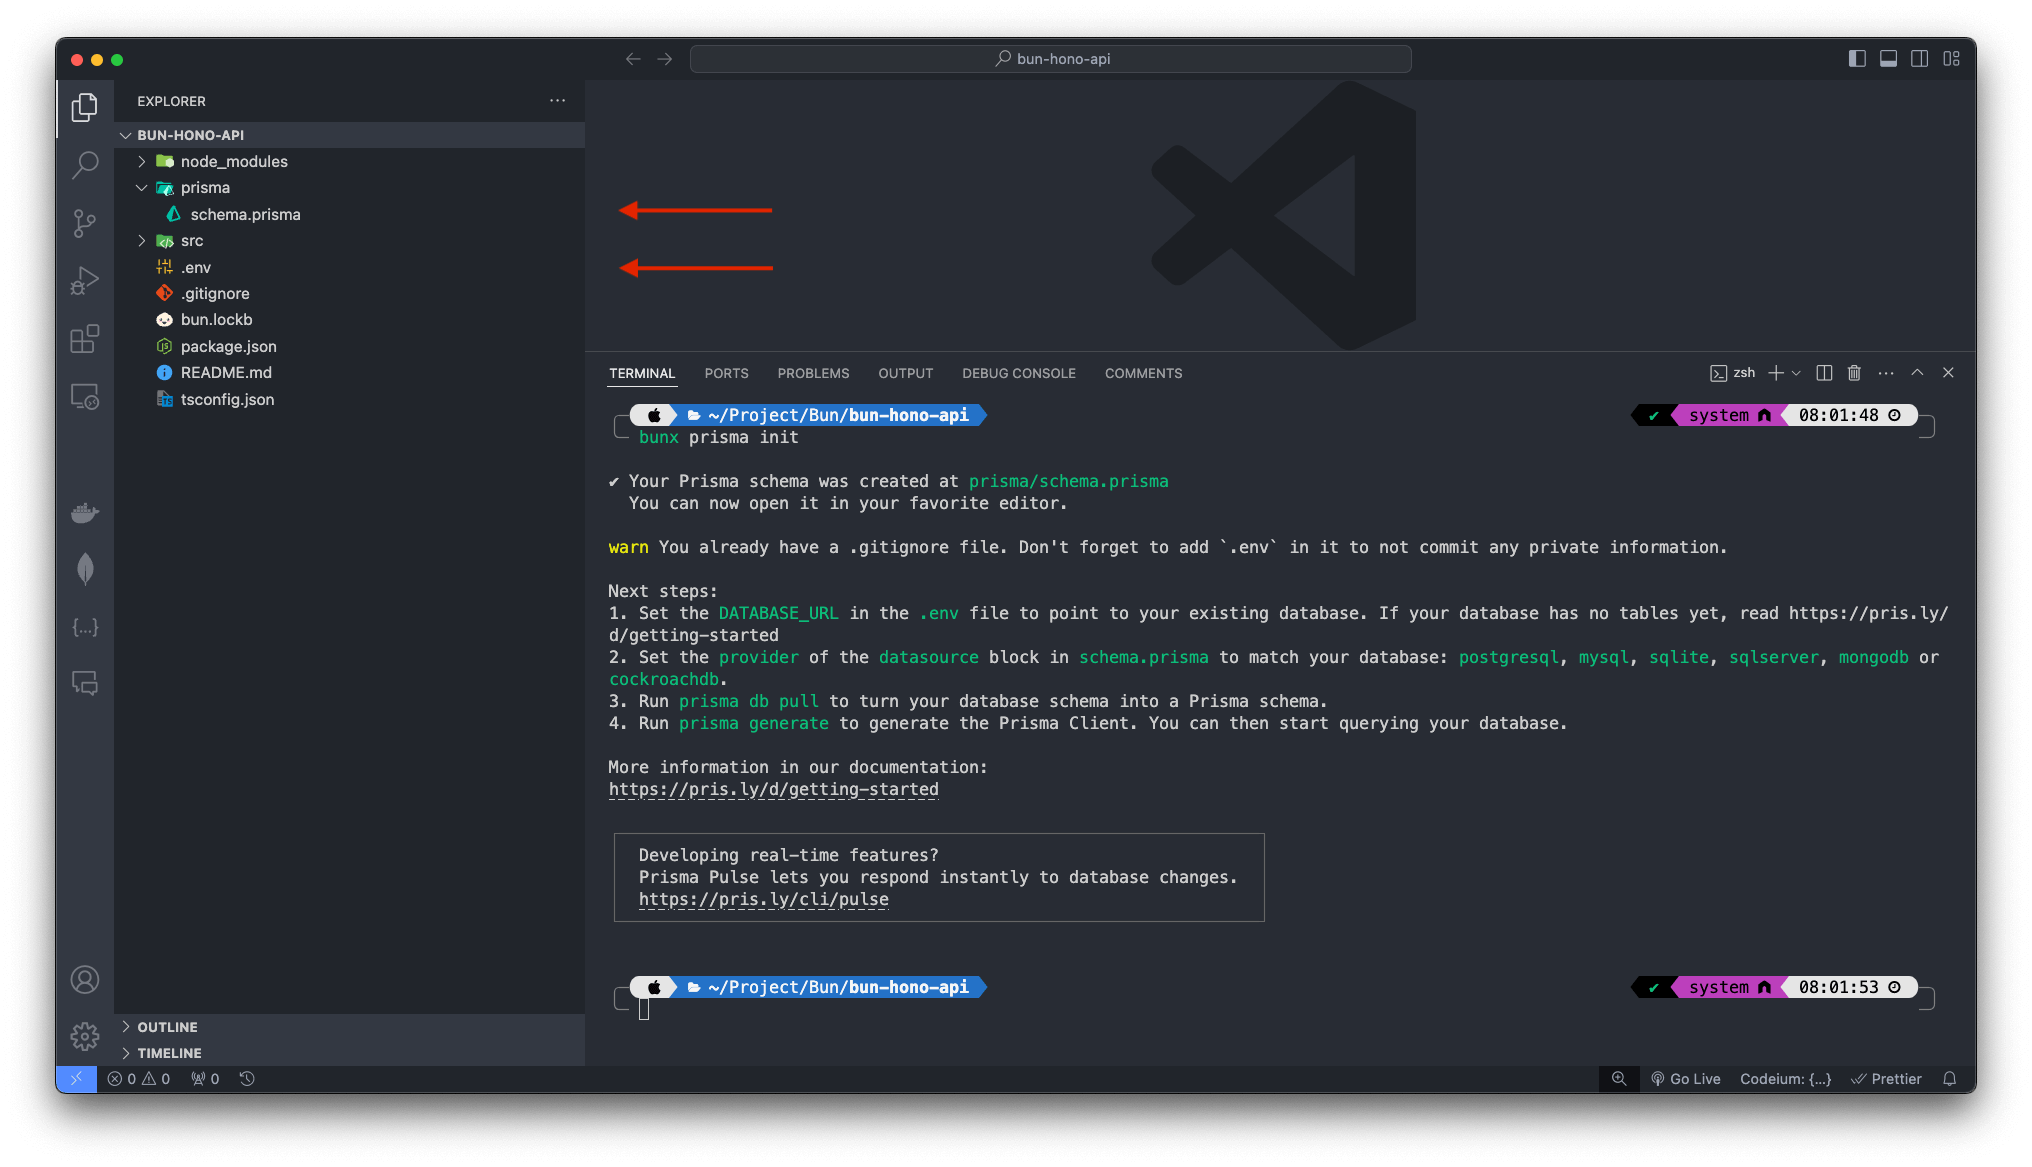 bun-hono-api
EXPLORER
BUN-HONO-API
node_modules
prisma
schema.prisma
src
.env
.gitignore
bun.lockb
package.json
README.md
tsconfig.json
OUTLINE
TIMELINE
TERMINAL PORTS PROBLEMS OUTPUT DEBUG CONSOLE COMMENTS zsh
~/Project/Bun/bun-hono-api ✔ system 08:01:48
bunx prisma init
✔ Your Prisma schema was created at prisma/schema.prisma
You can now open it in your favorite editor.
warn You already have a .gitignore file. Don't forget to add `.env` in it to not commit any private information.
Next steps:
1. Set the DATABASE_URL in the .env file to point to your existing database. If your database has no tables yet, read https://pris.ly/
d/getting-started
2. Set the provider of the datasource block in schema.prisma to match your database: postgresql, mysql, sqlite, sqlserver, mongodb or
cockroachdb.
3. Run prisma db pull to turn your database schema into a Prisma schema.
4. Run prisma generate to generate the Prisma Client. You can then start querying your database.
More information in our documentation:
https://pris.ly/d/getting-started
Developing real-time features?
Prisma Pulse lets you respond instantly to database changes.
https://pris.ly/cli/pulse
~/Project/Bun/bun-hono-api ✔ system 08:01:53
0 0 0 Go Live Codeium: {...} Prettier